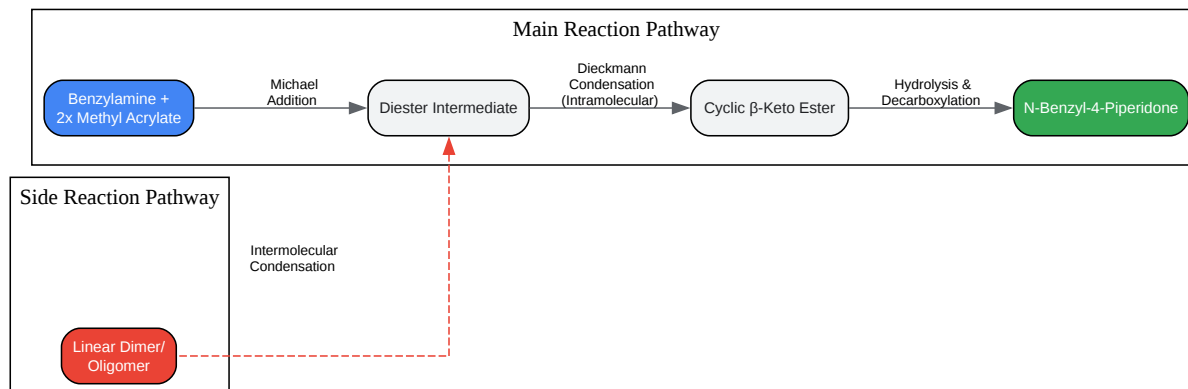 Main Reaction Pathway
Benzylamine +
2x Methyl Acrylate
Michael
Addition
Diester Intermediate
Dieckmann
Condensation
(Intramolecular)
Cyclic β-Keto Ester
Hydrolysis &
Decarboxylation
N-Benzyl-4-Piperidone
Side Reaction Pathway
Intermolecular
Condensation
Linear Dimer/
Oligomer